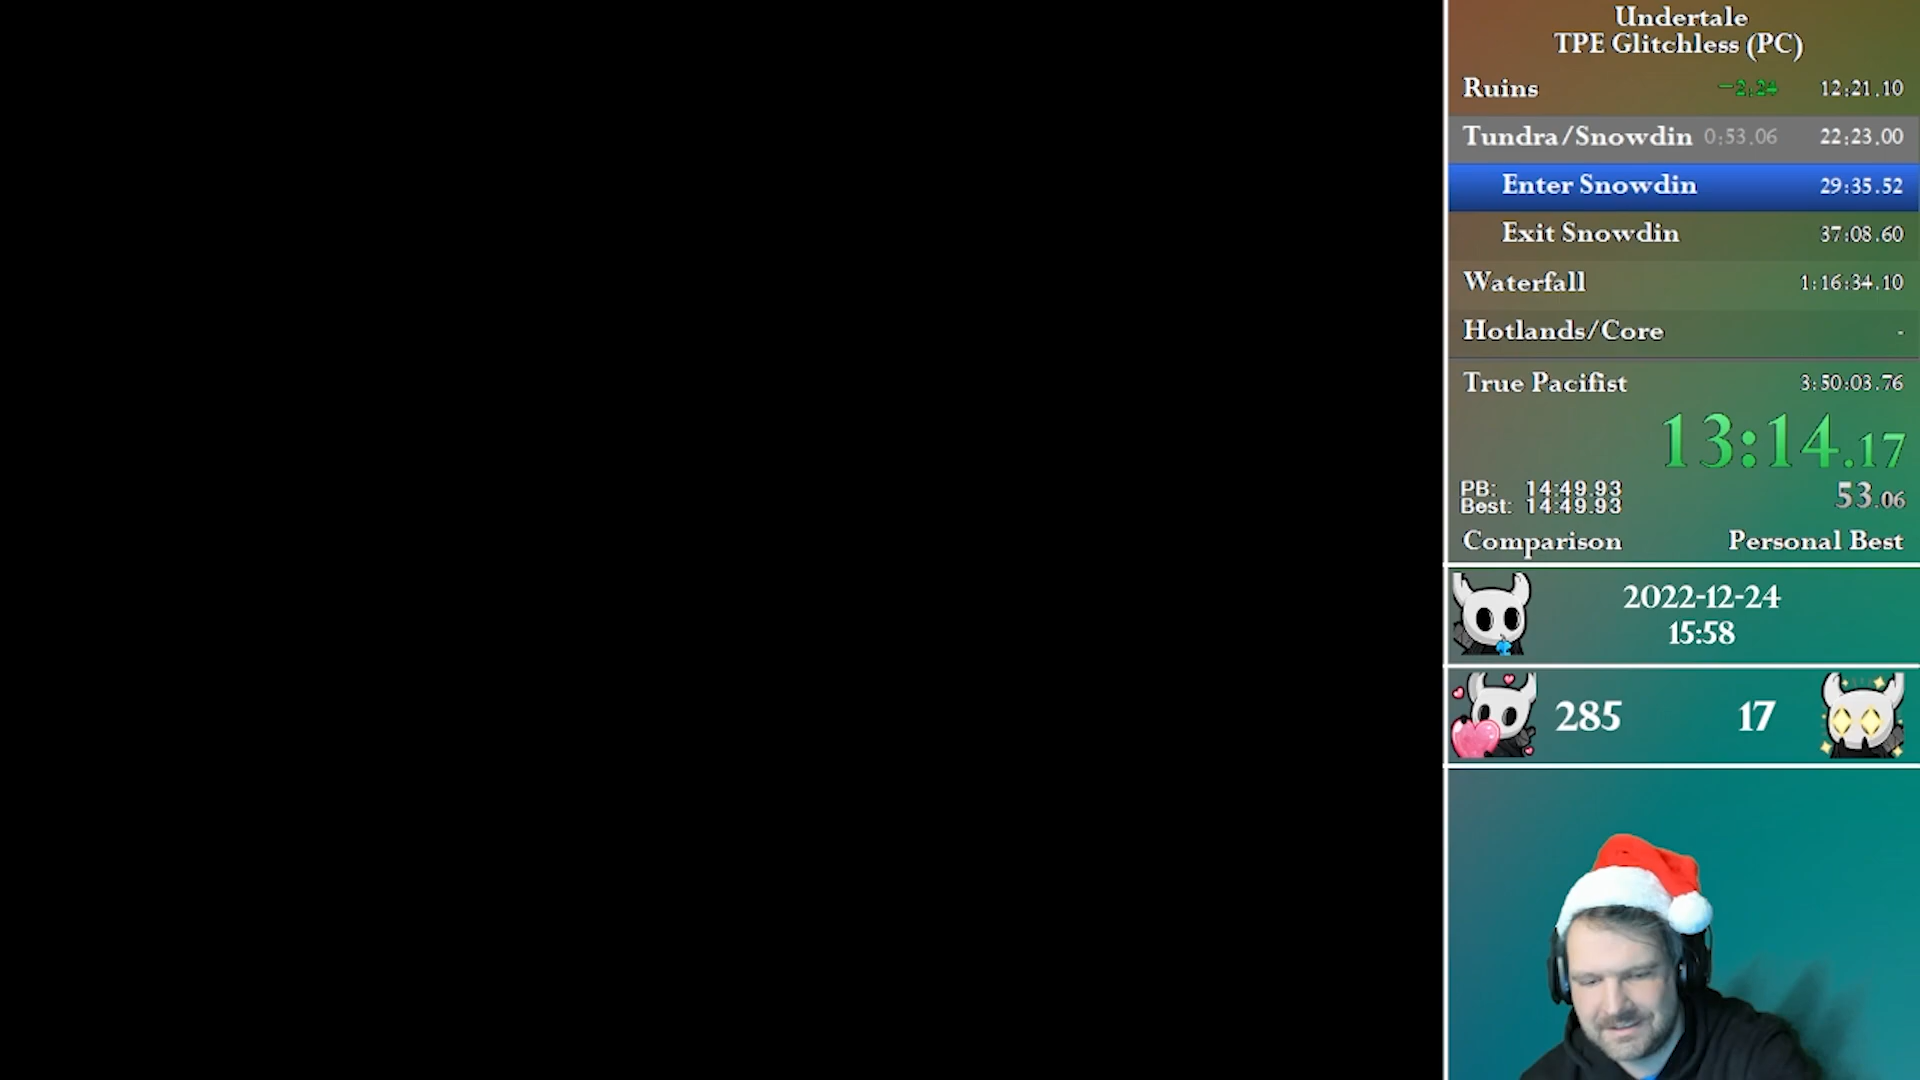 Undertale
TPE Glitchless (PC)
Ruins −2.24 12:21.10
Tundra/Snowdin 0:53.06 22:23.00
Enter Snowdin 29:35.52
Exit Snowdin 37:08.60
Waterfall 1:16:34.10
Hotlands/Core -
True Pacifist 3:50:03.76
13:14.17
PB: 14:49.93
Best: 14:49.93
53.06
Comparison Personal Best
2022-12-24
15:58
285 17